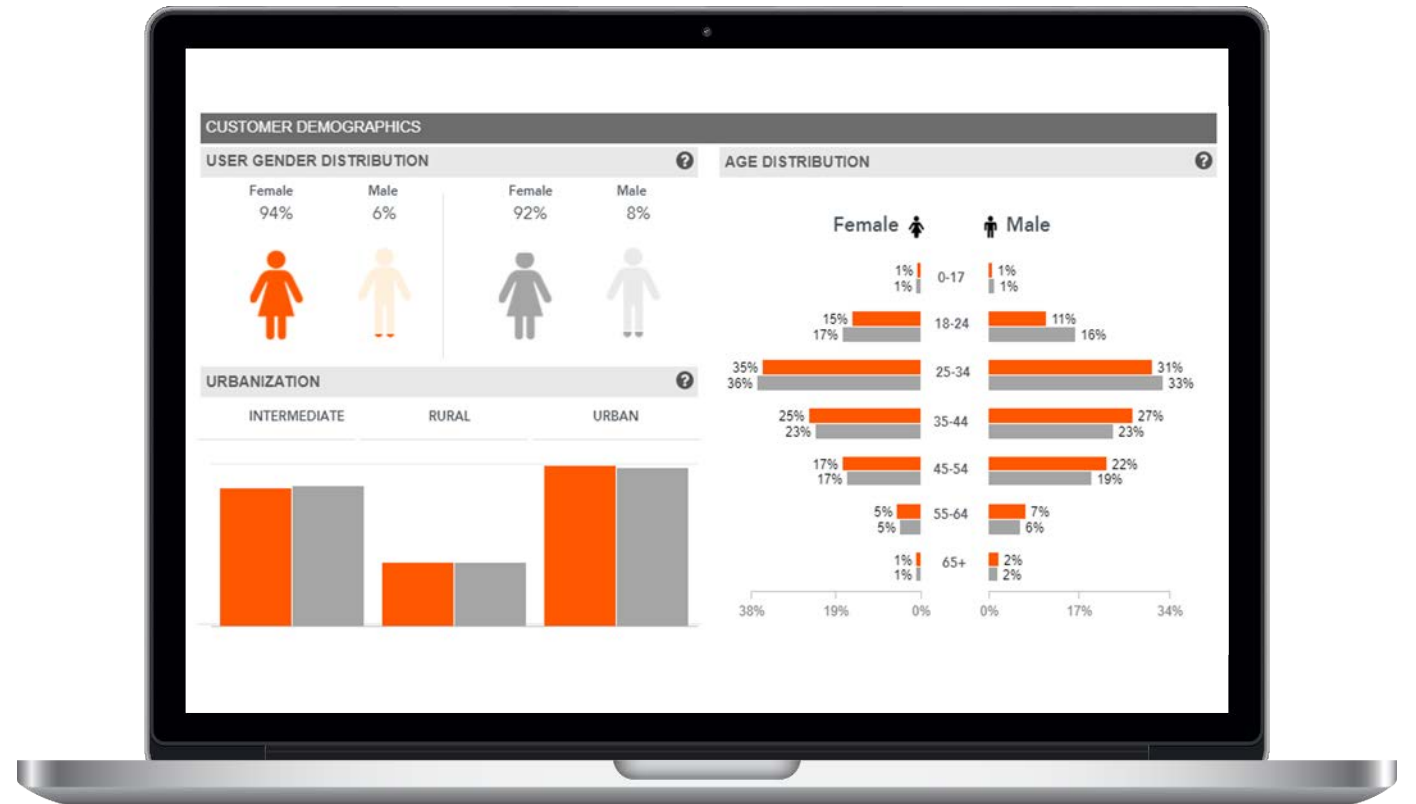 CUSTOMER DEMOGRAPHICS
USER GENDER DISTRIBUTION ?
Female Male Female Male
94% 6% 92% 8%
URBANIZATION ?
INTERMEDIATE RURAL URBAN
AGE DISTRIBUTION ?
Female Male
1% 0-17 1%
1% 1%
15% 18-24 11%
17% 16%
35% 25-34 31%
36% 33%
25% 35-44 27%
23% 23%
17% 45-54 22%
17% 19%
5% 55-64 7%
5% 6%
1% 65+ 2%
1% 2%
38% 19% 0% 0% 17% 34%